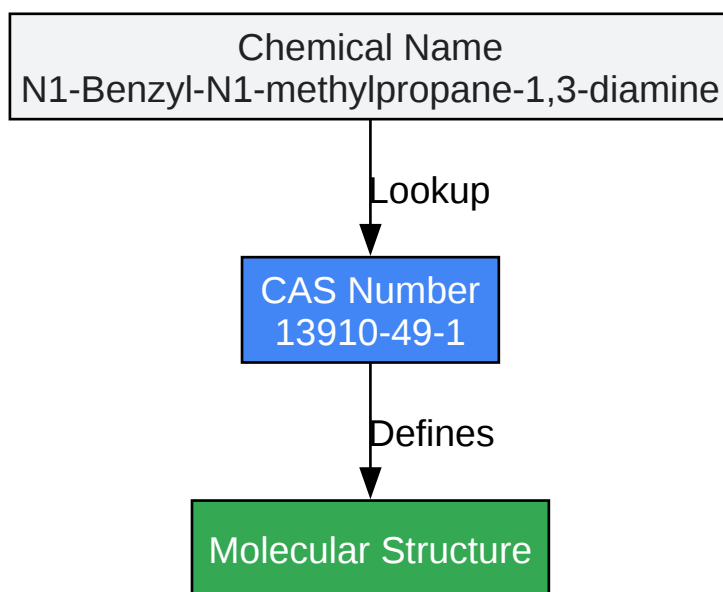 Chemical Name
N1-Benzyl-N1-methylpropane-1,3-diamine
Lookup
CAS Number
13910-49-1
Defines
Molecular Structure